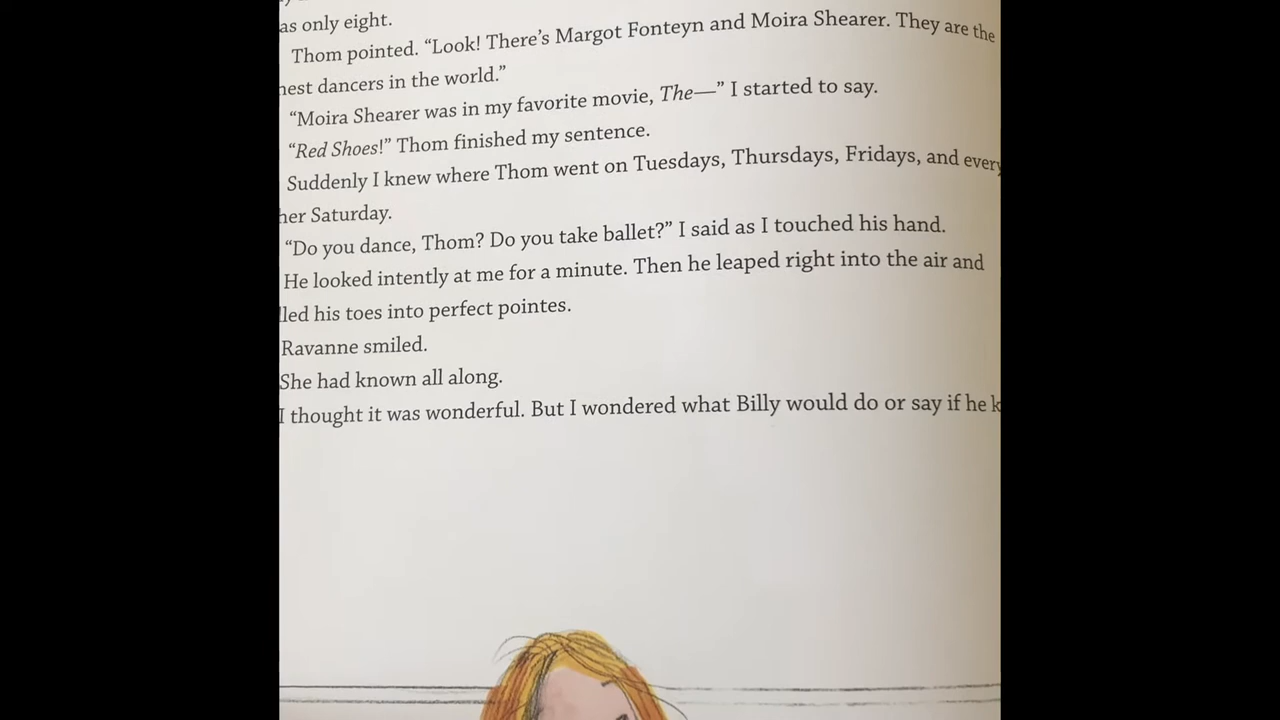 as only eight.
Thom pointed. “Look! There’s Margot Fonteyn and Moira Shearer. They are the
nest dancers in the world.”
“Moira Shearer was in my favorite movie, The—” I started to say.
“Red Shoes!” Thom finished my sentence.
Suddenly I knew where Thom went on Tuesdays, Thursdays, Fridays, and every
her Saturday.
“Do you dance, Thom? Do you take ballet?” I said as I touched his hand.
He looked intently at me for a minute. Then he leaped right into the air and
lled his toes into perfect pointes.
Ravanne smiled.
She had known all along.
I thought it was wonderful. But I wondered what Billy would do or say if he k